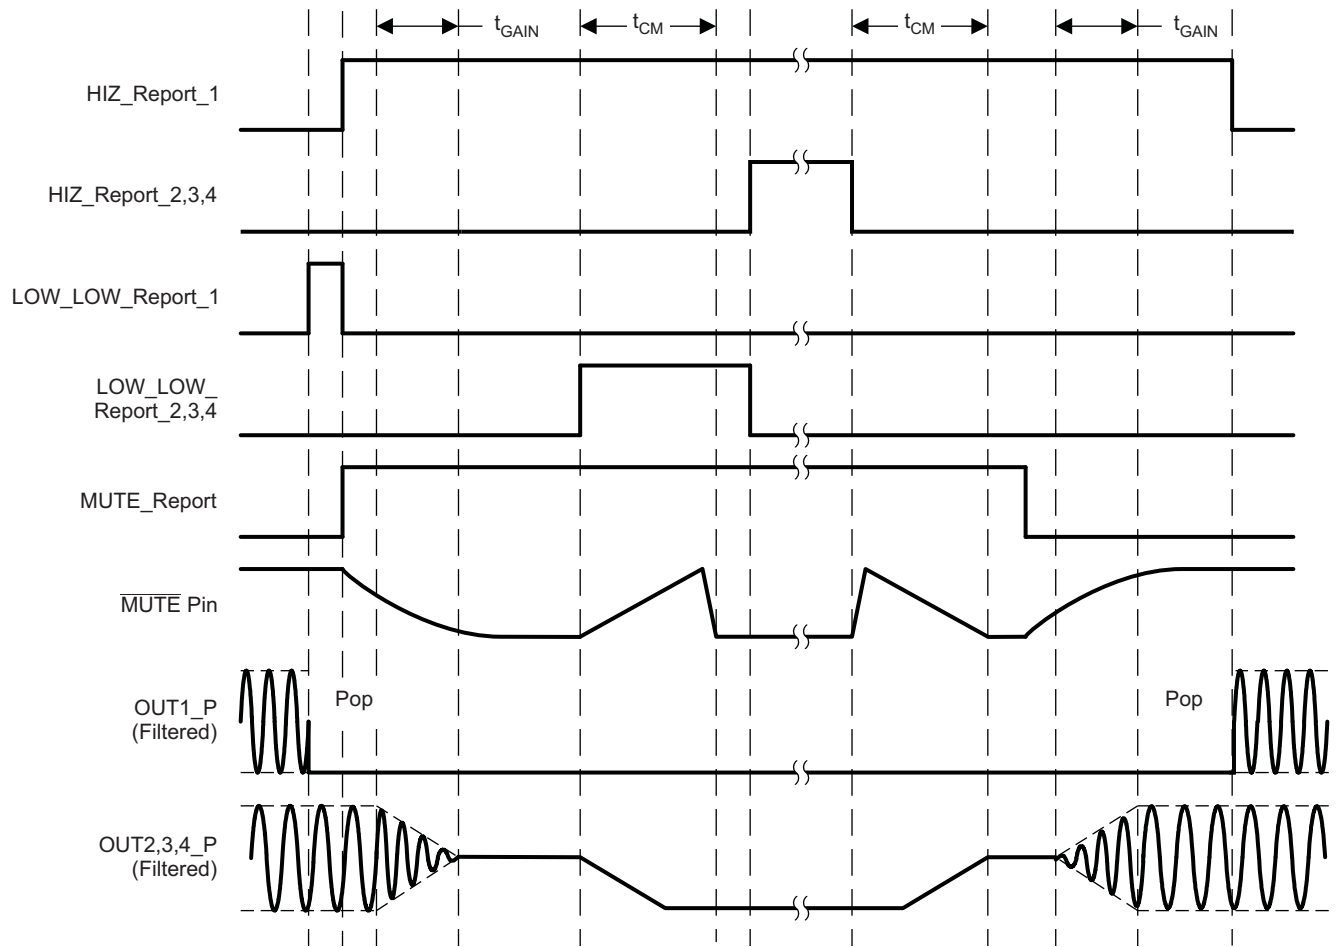 tGAIN
tCM
tCM
tGAIN
HIZ_Report_1
HIZ_Report_2,3,4
LOW_LOW_Report_1
LOW_LOW_
Report_2,3,4
MUTE_Report
MUTE Pin
OUT1_P
(Filtered)
Pop
Pop
OUT2,3,4_P
(Filtered)